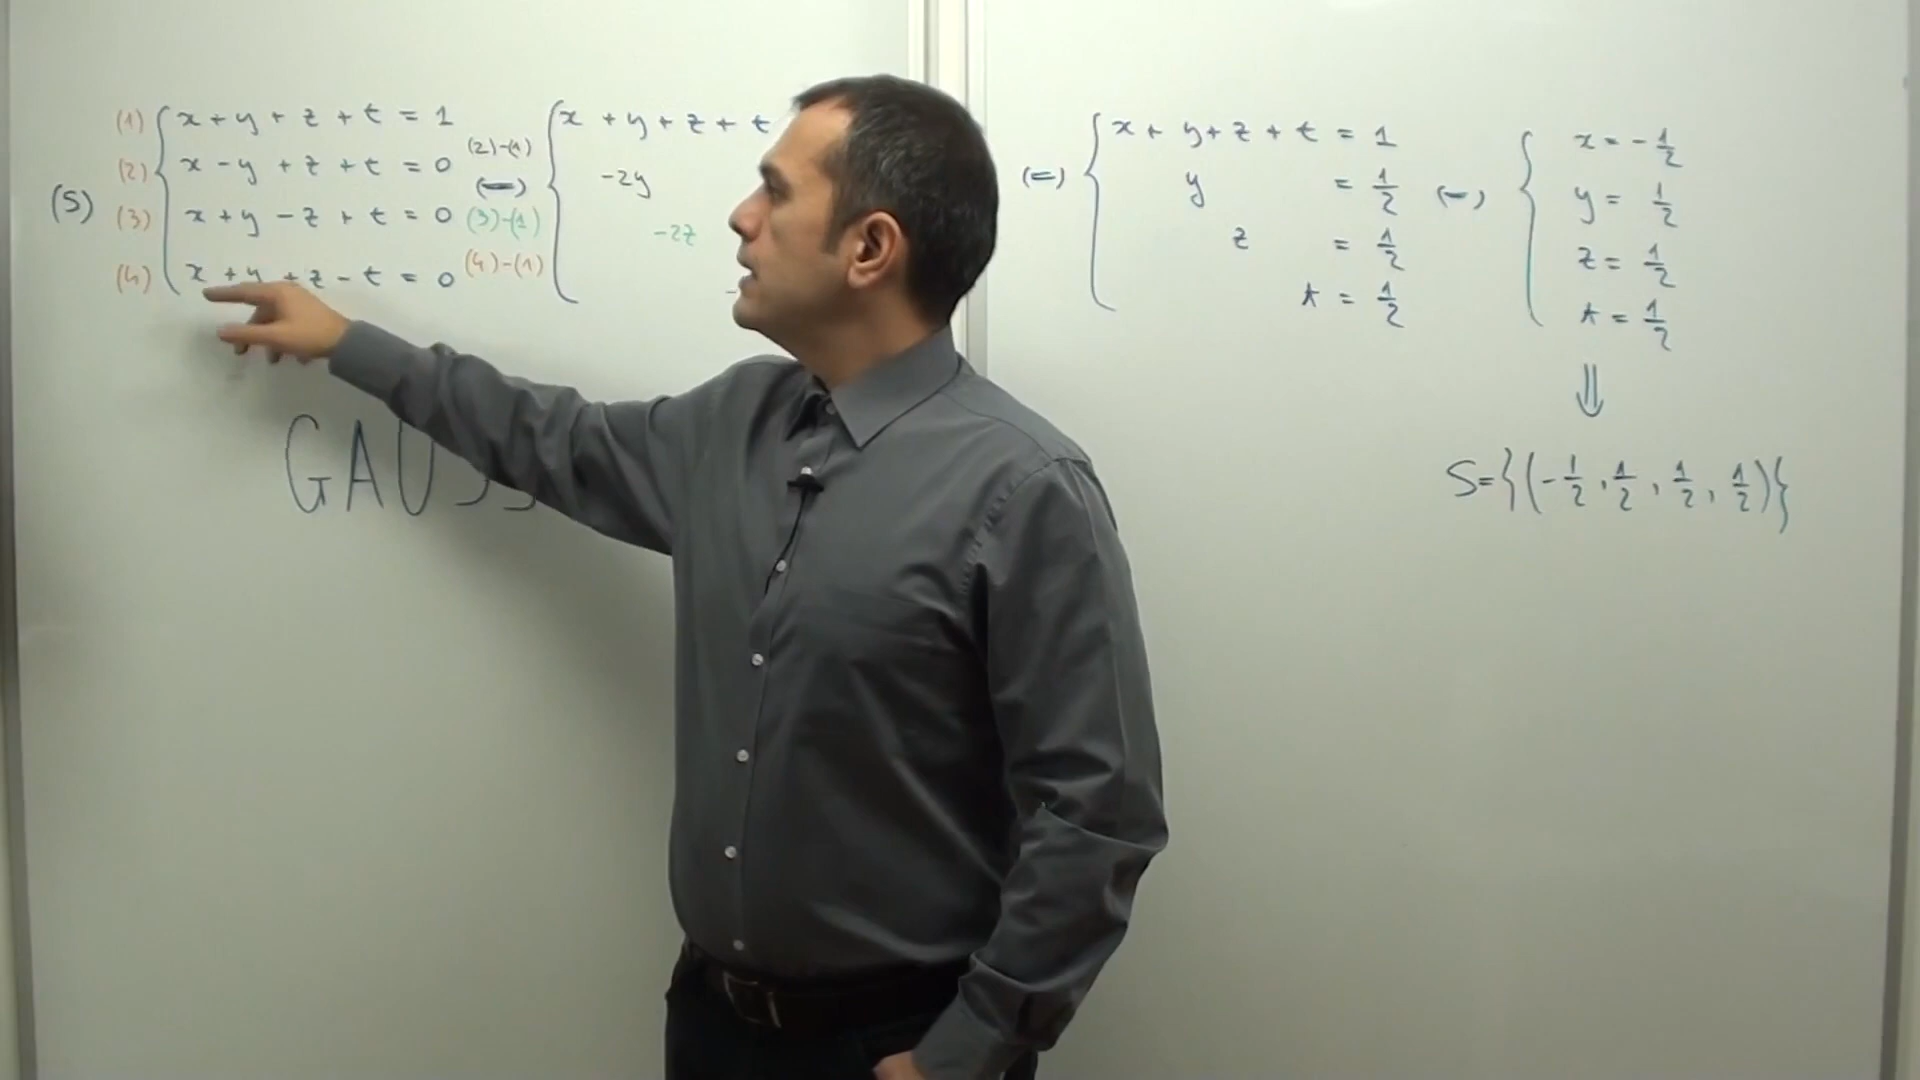 (S)
(1) x + y + z + t = 1
(2) x - y + z + t = 0
(3) x + y - z + t = 0
(4) x + y + z - t = 0
(2)-(1)
(3)-(1)
(4)-(1)
x + y + z + t
-2y
-2z
-
(=)
x + y + z + t = 1
y = 1/2
z = 1/2
t = 1/2
x = -1/2
y = 1/2
z = 1/2
t = 1/2
⇓
S={(-1/2, 1/2, 1/2, 1/2)}